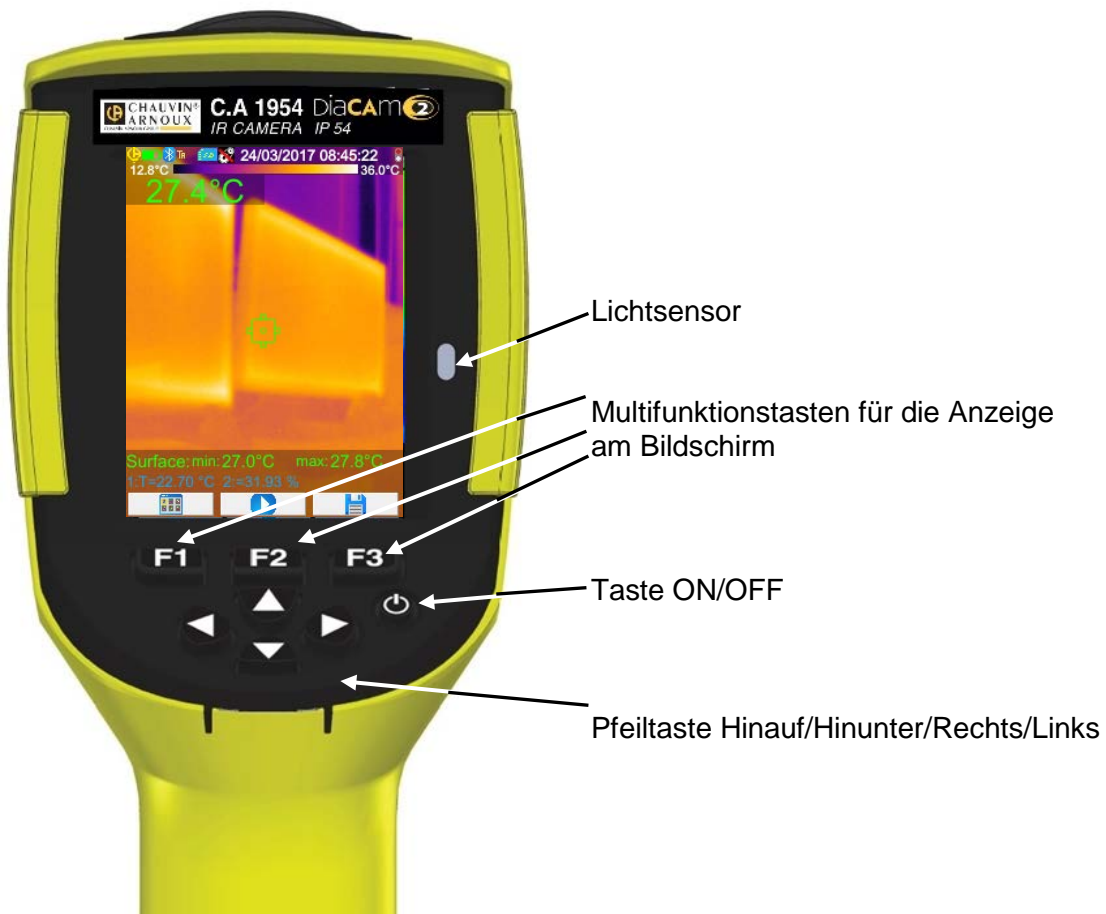 CHAUVIN®
ARNOUX
C.A 1954 DiaCAm 2
IR CAMERA IP 54
24/03/2017 08:45:22
12.8°C 36.0°C
27.4°C
Surface: min: 27.0°C max: 27.8°C
1:T=22.70 °C 2:=31.93 %
F1 F2 F3
Lichtsensor
Multifunktionstasten für die Anzeige
am Bildschirm
Taste ON/OFF
Pfeiltaste Hinauf/Hinunter/Rechts/Links